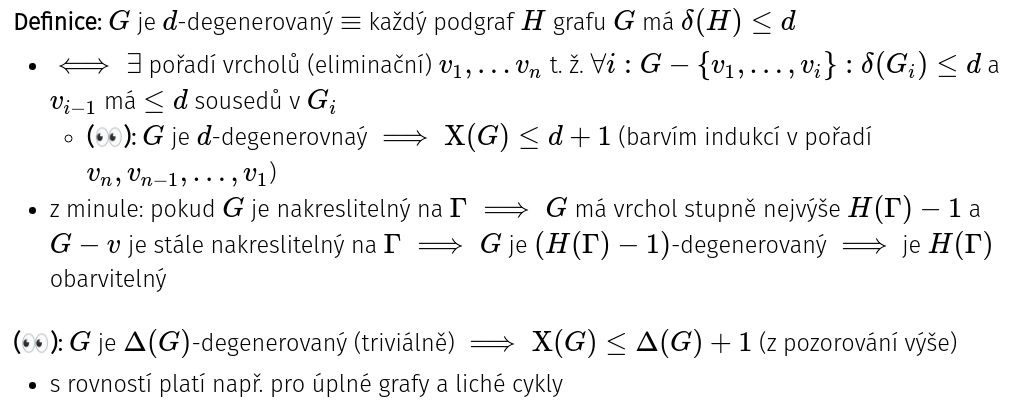 Definice: G je d-degenerovaný ≡ každý podgraf H grafu G má δ(H) ≤ d
• ⟺ ∃ pořadí vrcholů (eliminační) v₁, … vₙ t. ž. ∀i : G − {v₁, …, vᵢ} : δ(Gᵢ) ≤ d a
vᵢ₋₁ má ≤ d sousedů v Gᵢ
◦ (👀): G je d-degenerovnaý ⟹ X(G) ≤ d + 1 (barvím indukcí v pořadí
vₙ, vₙ₋₁, …, v₁)
• z minule: pokud G je nakreslitelný na Γ ⟹ G má vrchol stupně nejvýše H(Γ) − 1 a
G − v je stále nakreslitelný na Γ ⟹ G je (H(Γ) − 1)-degenerovaný ⟹ je H(Γ)
obarvitelný
(👀): G je Δ(G)-degenerovaný (triviálně) ⟹ X(G) ≤ Δ(G) + 1 (z pozorování výše)
• s rovností platí např. pro úplné grafy a liché cykly